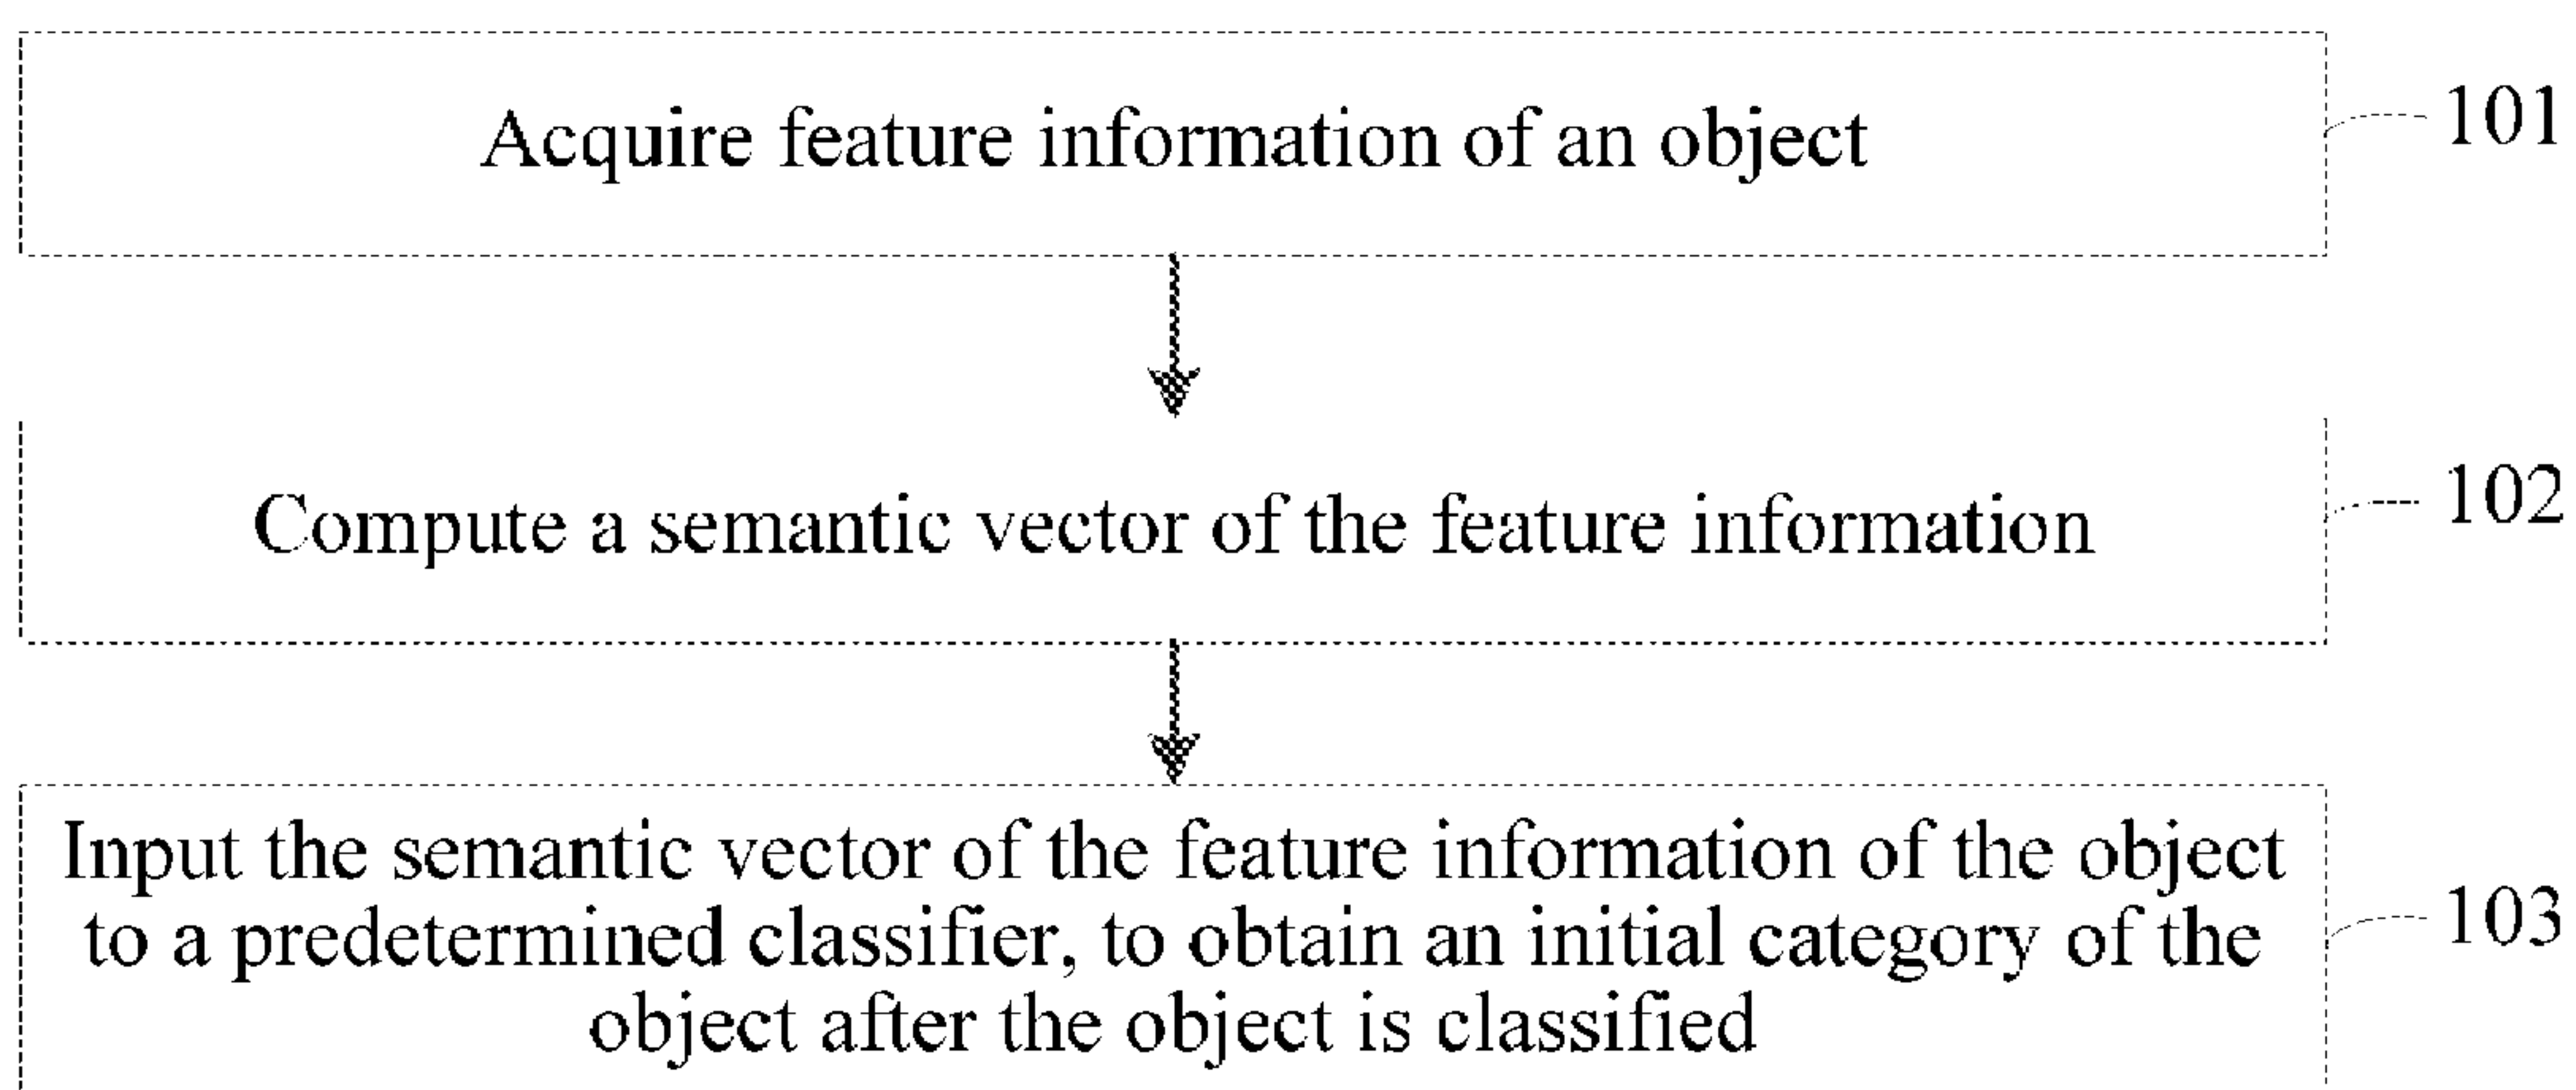 Acquire feature information of an object
101
Compute a semantic vector of the feature information
102
Input the semantic vector of the feature information of the object
to a predetermined classifier, to obtain an initial category of the
object after the object is classified
103